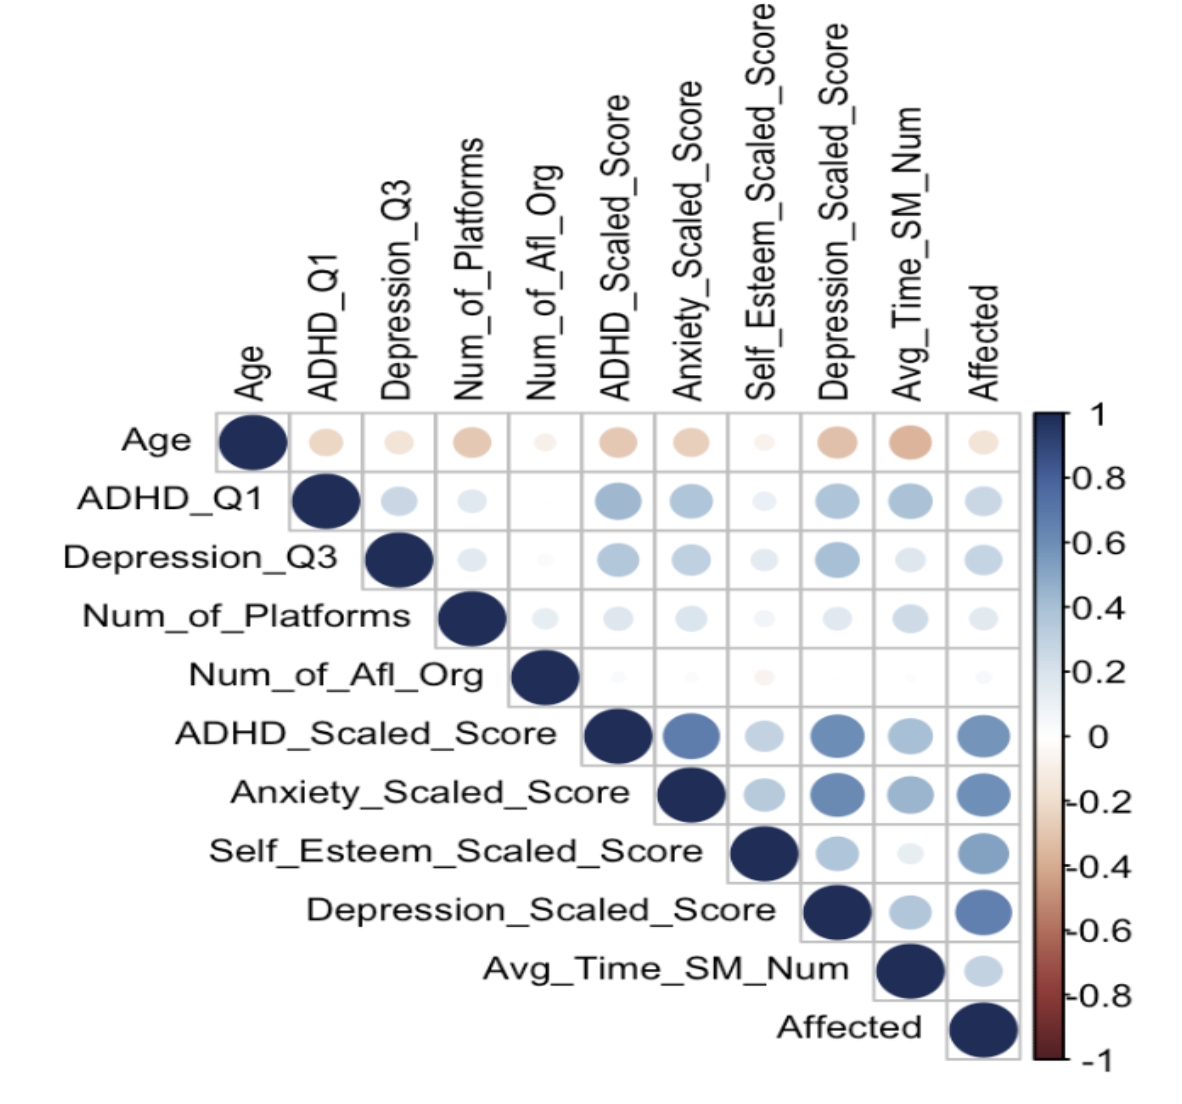 Age
ADHD_Q1
Depression_Q3
Num_of_Platforms
Num_of_Afl_Org
ADHD_Scaled_Score
Anxiety_Scaled_Score
Self_Esteem_Scaled_Score
Depression_Scaled_Score
Avg_Time_SM_Num
Affected
Age
ADHD_Q1
Depression_Q3
Num_of_Platforms
Num_of_Afl_Org
ADHD_Scaled_Score
Anxiety_Scaled_Score
Self_Esteem_Scaled_Score
Depression_Scaled_Score
Avg_Time_SM_Num
Affected
1
0.8
0.6
0.4
0.2
0
-0.2
-0.4
-0.6
-0.8
-1